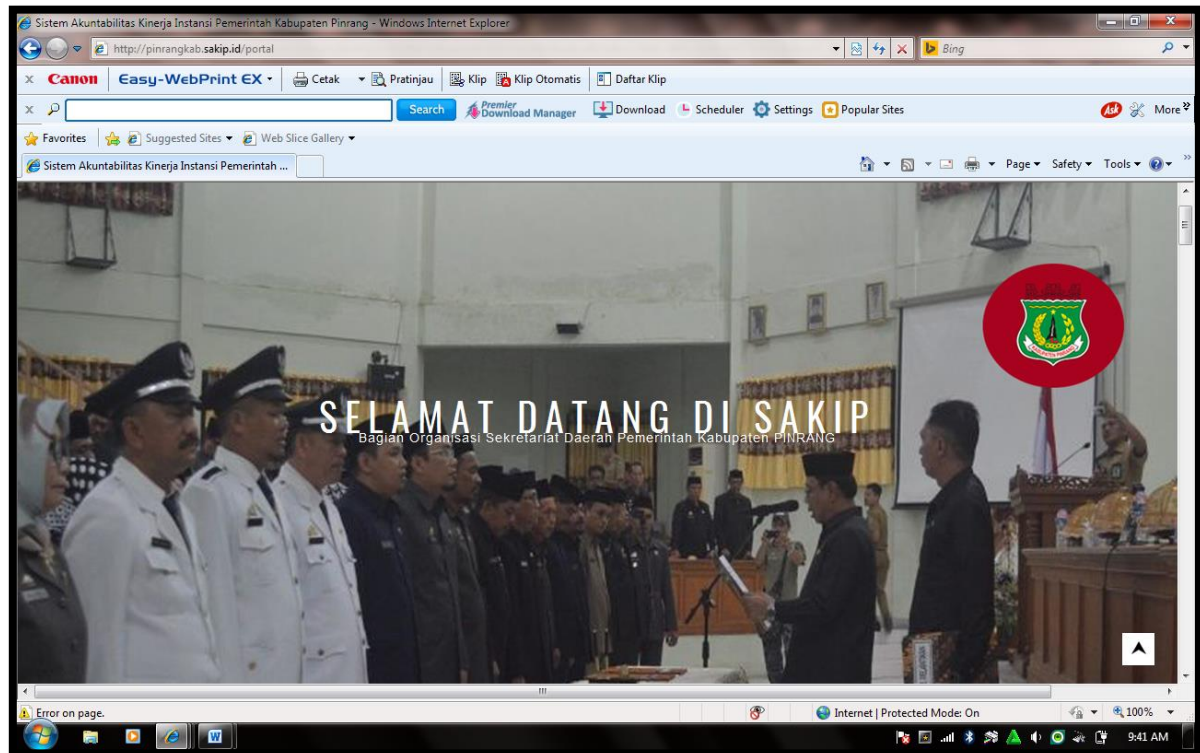 Sistem Akuntabilitas Kinerja Instansi Pemerintah Kabupaten Pinrang - Windows Internet Explorer
http://pinrangkab.sakip.id/portal
Bing
x Canon Easy-WebPrint EX Cetak Pratinjau Klip Klip Otomatis Daftar Klip
x Search Premier Download Manager Download Scheduler Settings Popular Sites Ask More
Favorites Suggested Sites Web Slice Gallery
Sistem Akuntabilitas Kinerja Instansi Pemerintah ... Page Safety Tools
SELAMAT DATANG DI SAKIP
Bagian Organisasi Sekretariat Daerah Pemerintah Kabupaten PINRANG
KABUPATEN PINRANG
Error on page. Internet | Protected Mode: On 100%
W 9:41 AM